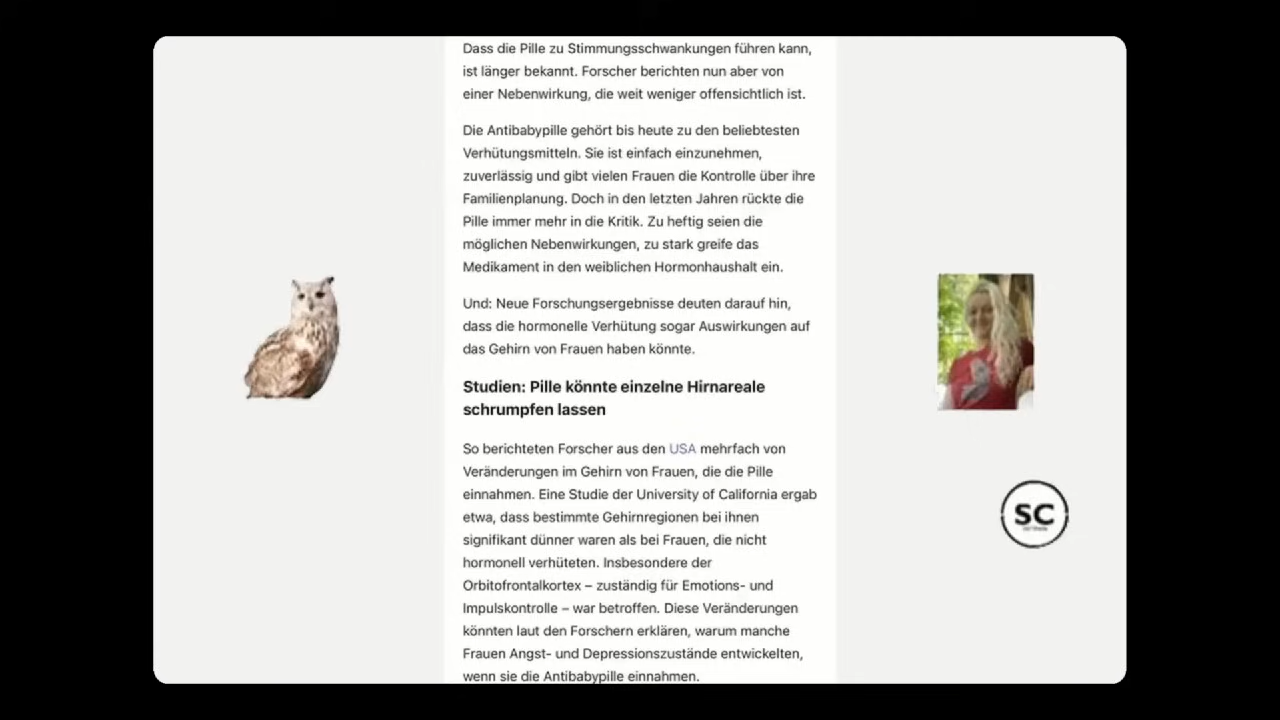 Dass die Pille zu Stimmungsschwankungen führen kann,
ist länger bekannt. Forscher berichten nun aber von
einer Nebenwirkung, die weit weniger offensichtlich ist.
Die Antibabypille gehört bis heute zu den beliebtesten
Verhütungsmitteln. Sie ist einfach einzunehmen,
zuverlässig und gibt vielen Frauen die Kontrolle über ihre
Familienplanung. Doch in den letzten Jahren rückte die
Pille immer mehr in die Kritik. Zu heftig seien die
möglichen Nebenwirkungen, zu stark greife das
Medikament in den weiblichen Hormonhaushalt ein.
Und: Neue Forschungsergebnisse deuten darauf hin,
dass die hormonelle Verhütung sogar Auswirkungen auf
das Gehirn von Frauen haben könnte.
Studien: Pille könnte einzelne Hirnareale
schrumpfen lassen
So berichteten Forscher aus den USA mehrfach von
Veränderungen im Gehirn von Frauen, die die Pille
einnahmen. Eine Studie der University of California ergab
etwa, dass bestimmte Gehirnregionen bei ihnen
signifikant dünner waren als bei Frauen, die nicht
hormonell verhüteten. Insbesondere der
Orbitofrontalkortex – zuständig für Emotions- und
Impulskontrolle – war betroffen. Diese Veränderungen
könnten laut den Forschern erklären, warum manche
Frauen Angst- und Depressionszustände entwickelten,
wenn sie die Antibabypille einnahmen.
SC